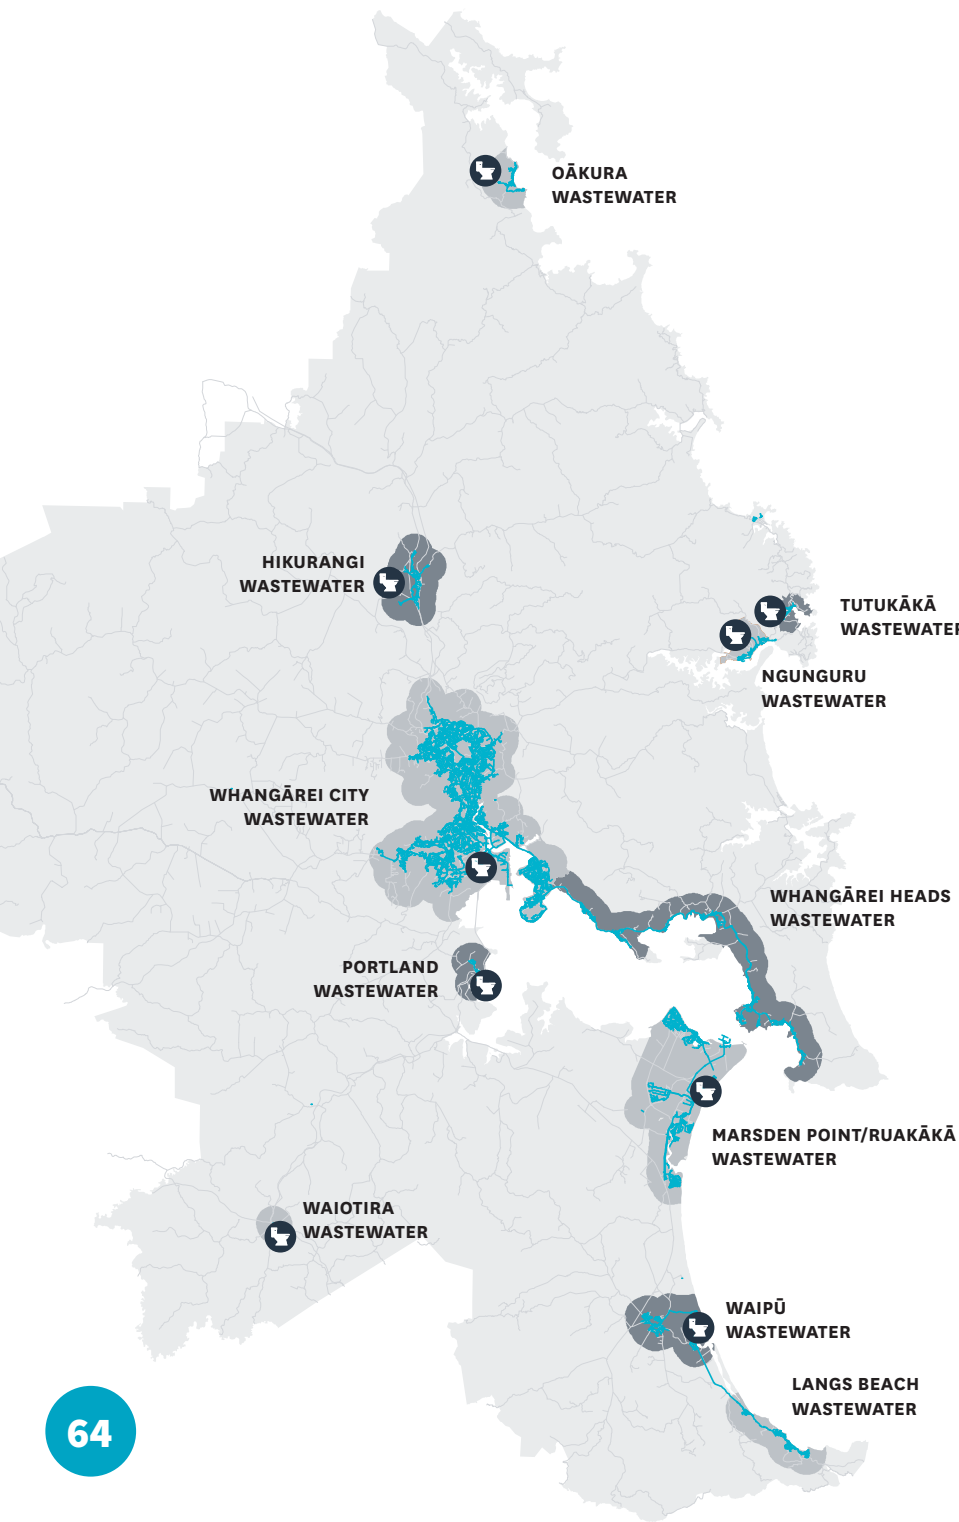 OĀKURA
WASTEWATER
HIKURANGI
WASTEWATER
TUTUKĀKĀ
WASTEWATER
NGUNGURU
WASTEWATER
WHANGĀREI CITY
WASTEWATER
WHANGĀREI HEADS
WASTEWATER
PORTLAND
WASTEWATER
MARSDEN POINT/RUAKĀKĀ
WASTEWATER
WAIOTIRA
WASTEWATER
WAIPŪ
WASTEWATER
LANGS BEACH
WASTEWATER
64